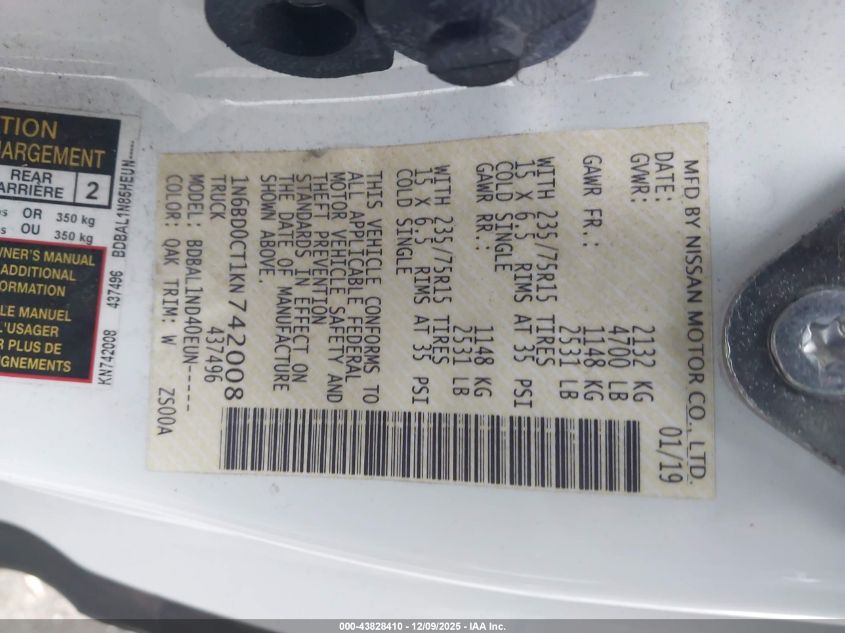 MFD BY NISSAN MOTOR CO., LTD.
DATE: 01/19
GVWR: 2132 KG
4700 LB
GAWR FR.: 1148 KG
2531 LB
WITH 235/75R15 TIRES
15 X 6.5 RIMS AT 35 PSI
COLD SINGLE
GAWR RR.: 1148 KG
2531 LB
WITH 235/75R15 TIRES
15 X 6.5 RIMS AT 35 PSI
COLD SINGLE
THIS VEHICLE CONFORMS TO
ALL APPLICABLE FEDERAL
MOTOR VEHICLE SAFETY AND
THEFT PREVENTION
STANDARDS IN EFFECT ON
THE DATE OF MANUFACTURE
SHOWN ABOVE.
1N6BD0CT1KN742008
TRUCK 437496
MODEL: BDBAL1ND40EUN-----
COLOR: QAK TRIM: W ZS00A
TION
HARGEMENT
REAR
ARRIÈRE
2
OR 350 kg
OU 350 kg
WNER'S MANUAL
ADDITIONAL
FORMATION
LE MANUEL
L'USAGER
R PLUS DE
IGNEMENTS
KN742008 437496 BDBAL1N85HEUN----
000-43828410 - 12/09/2025 - IAA Inc.